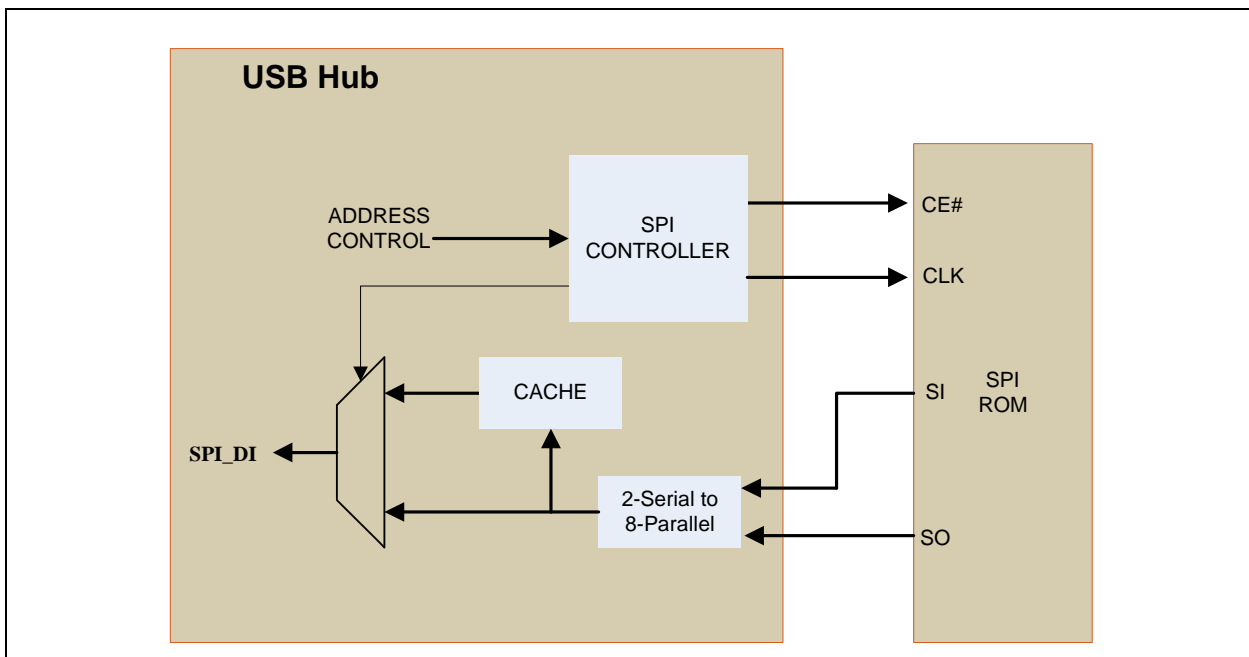 USB Hub
ADDRESS
CONTROL
SPI
CONTROLLER
CE#
CLK
CACHE
SI
SPI
ROM
SPI_DI
2-Serial to
8-Parallel
SO